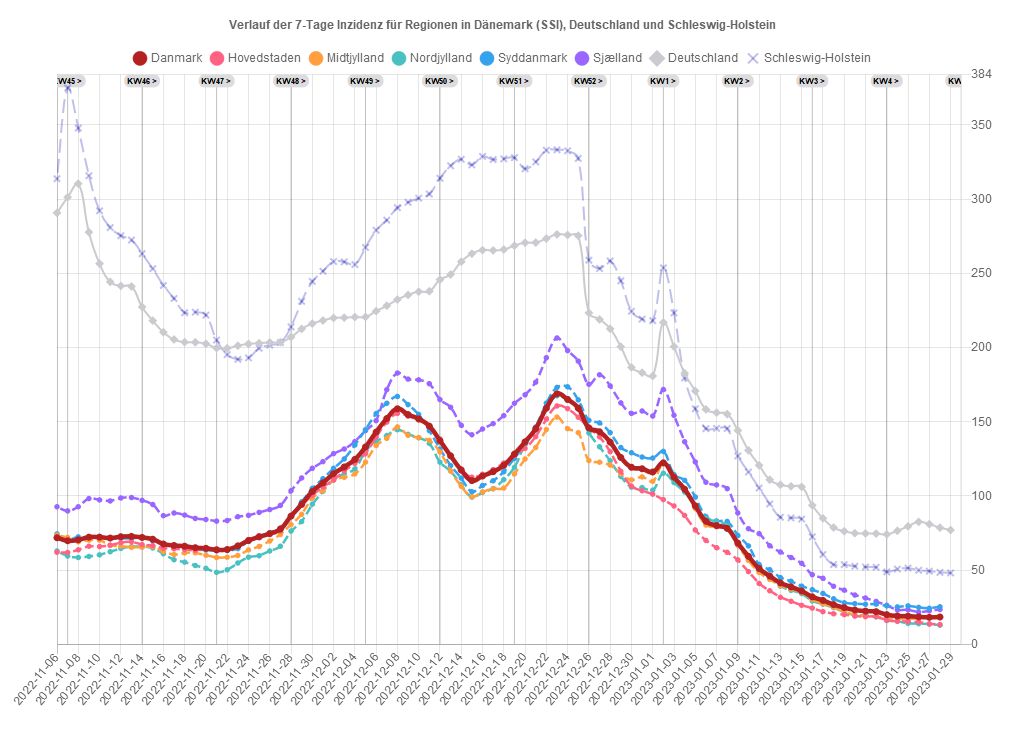 Verlauf der 7-Tage Inzidenz für Regionen in Dänemark (SSI), Deutschland und Schleswig-Holstein
Danmark Hovedstaden Midtjylland Nordjylland Syddanmark Sjælland Deutschland Schleswig-Holstein
KW45 > KW46 > KW47 > KW48 > KW49 > KW50 > KW51 > KW52 > KW1 > KW2 > KW3 > KW4 > KW
384
350
300
250
200
150
100
50
0
2022-11-06 2022-11-08 2022-11-10 2022-11-12 2022-11-14 2022-11-16 2022-11-18 2022-11-20 2022-11-22 2022-11-24 2022-11-26 2022-11-28 2022-11-30 2022-12-02 2022-12-04 2022-12-06 2022-12-08 2022-12-10 2022-12-12 2022-12-14 2022-12-16 2022-12-18 2022-12-20 2022-12-22 2022-12-24 2022-12-26 2022-12-28 2022-12-30 2023-01-01 2023-01-03 2023-01-05 2023-01-07 2023-01-09 2023-01-11 2023-01-13 2023-01-15 2023-01-17 2023-01-19 2023-01-21 2023-01-23 2023-01-25 2023-01-27 2023-01-29